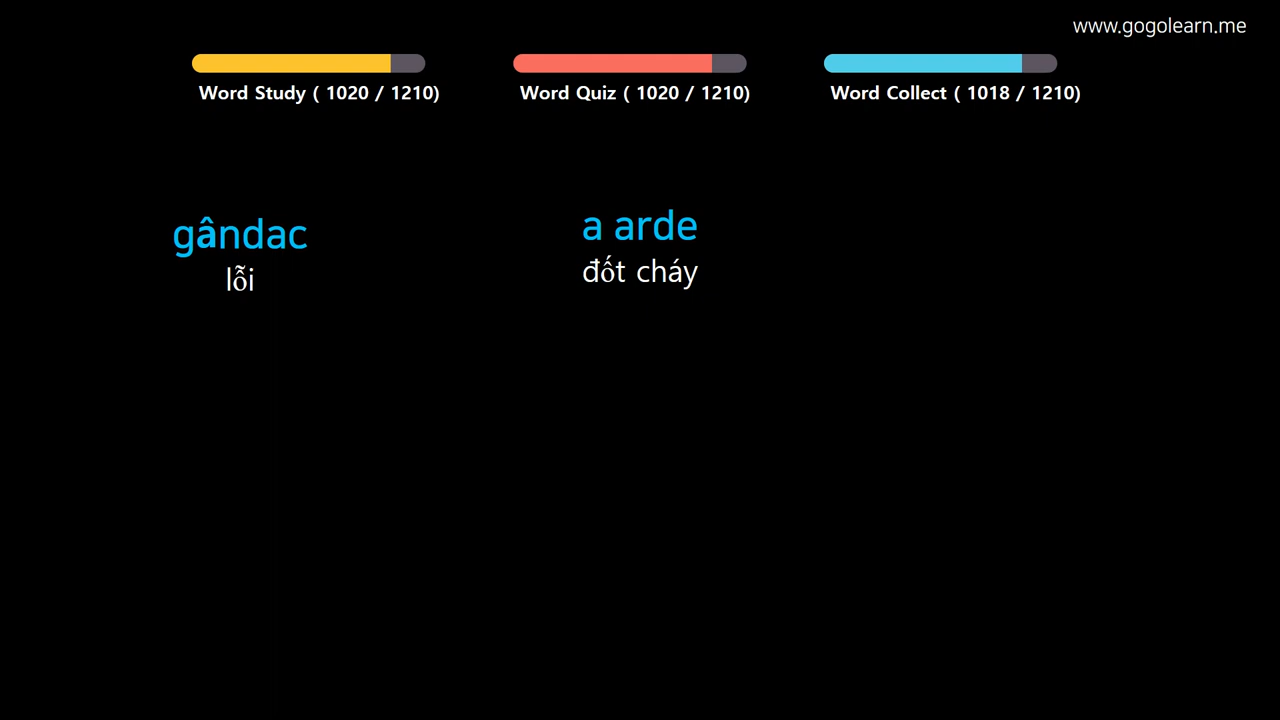 www.gogolearn.me
Word Study ( 1020 / 1210)
Word Quiz ( 1020 / 1210)
Word Collect ( 1018 / 1210)
gândac
lỗi
a arde
đốt cháy